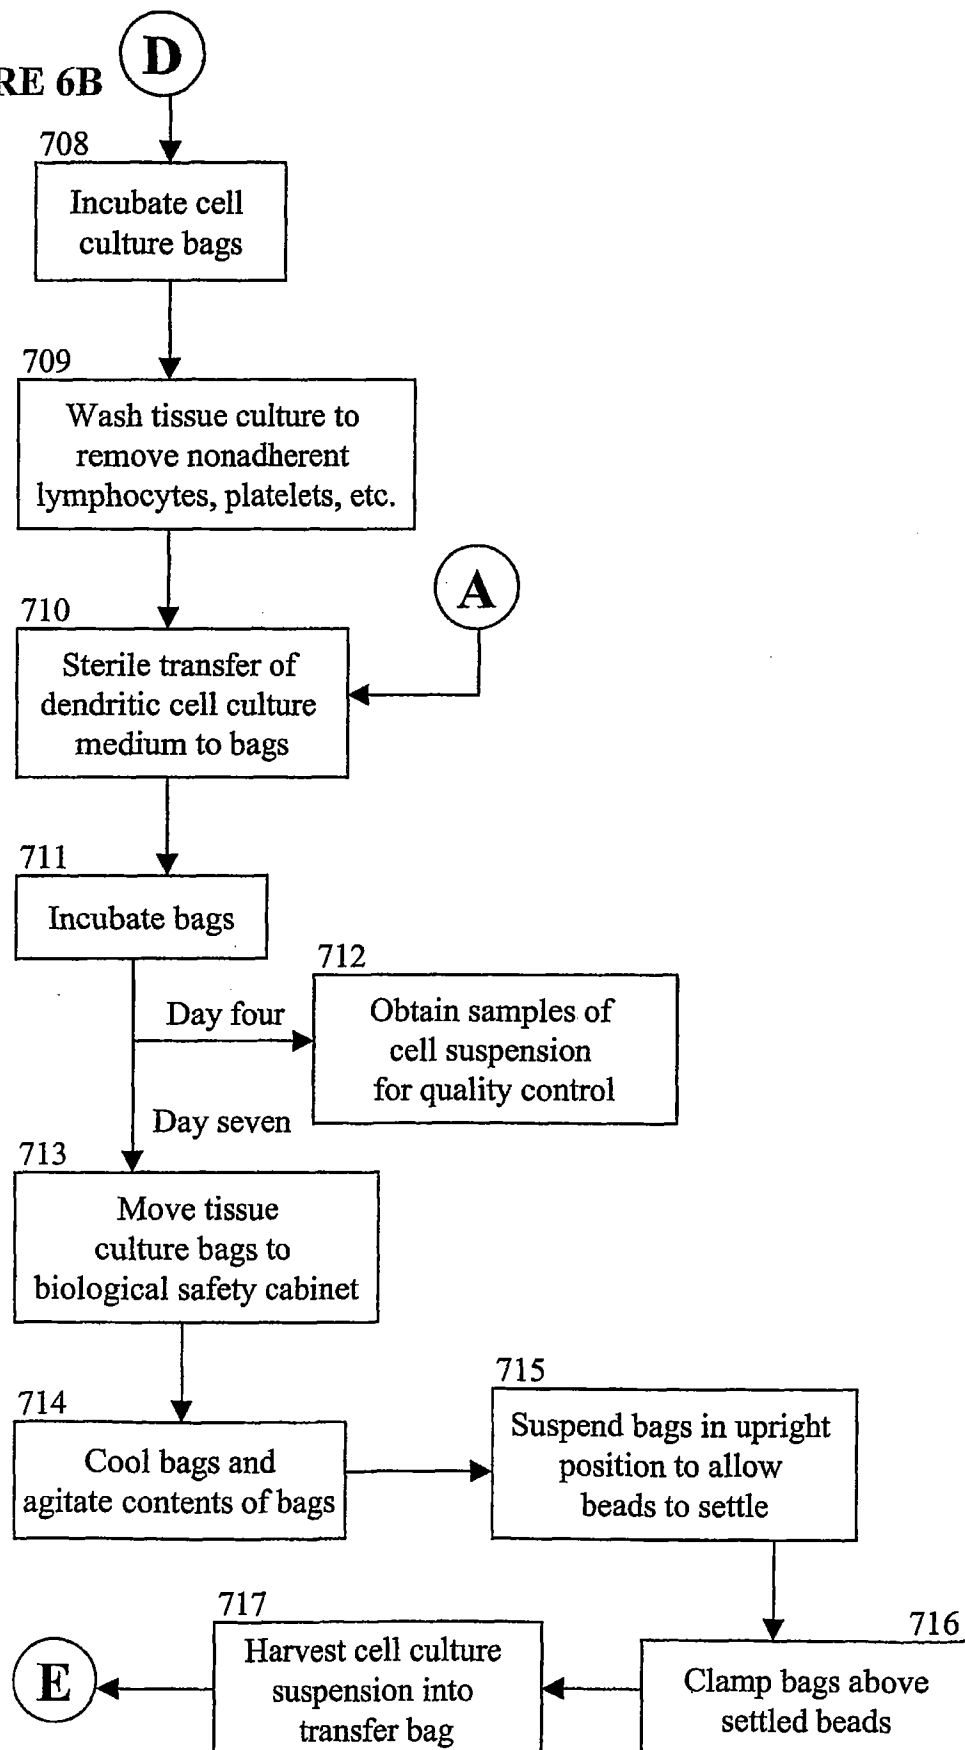 D
RE 6B
708
Incubate cell
culture bags
709
Wash tissue culture to
remove nonadherent
lymphocytes, platelets, etc.
A
710
Sterile transfer of
dendritic cell culture
medium to bags
711
Incubate bags
712
Day four
Obtain samples of
cell suspension
for quality control
Day seven
713
Move tissue
culture bags to
biological safety cabinet
714
Cool bags and
agitate contents of bags
715
Suspend bags in upright
position to allow
beads to settle
716
Clamp bags above
settled beads
717
Harvest cell culture
suspension into
transfer bag
E